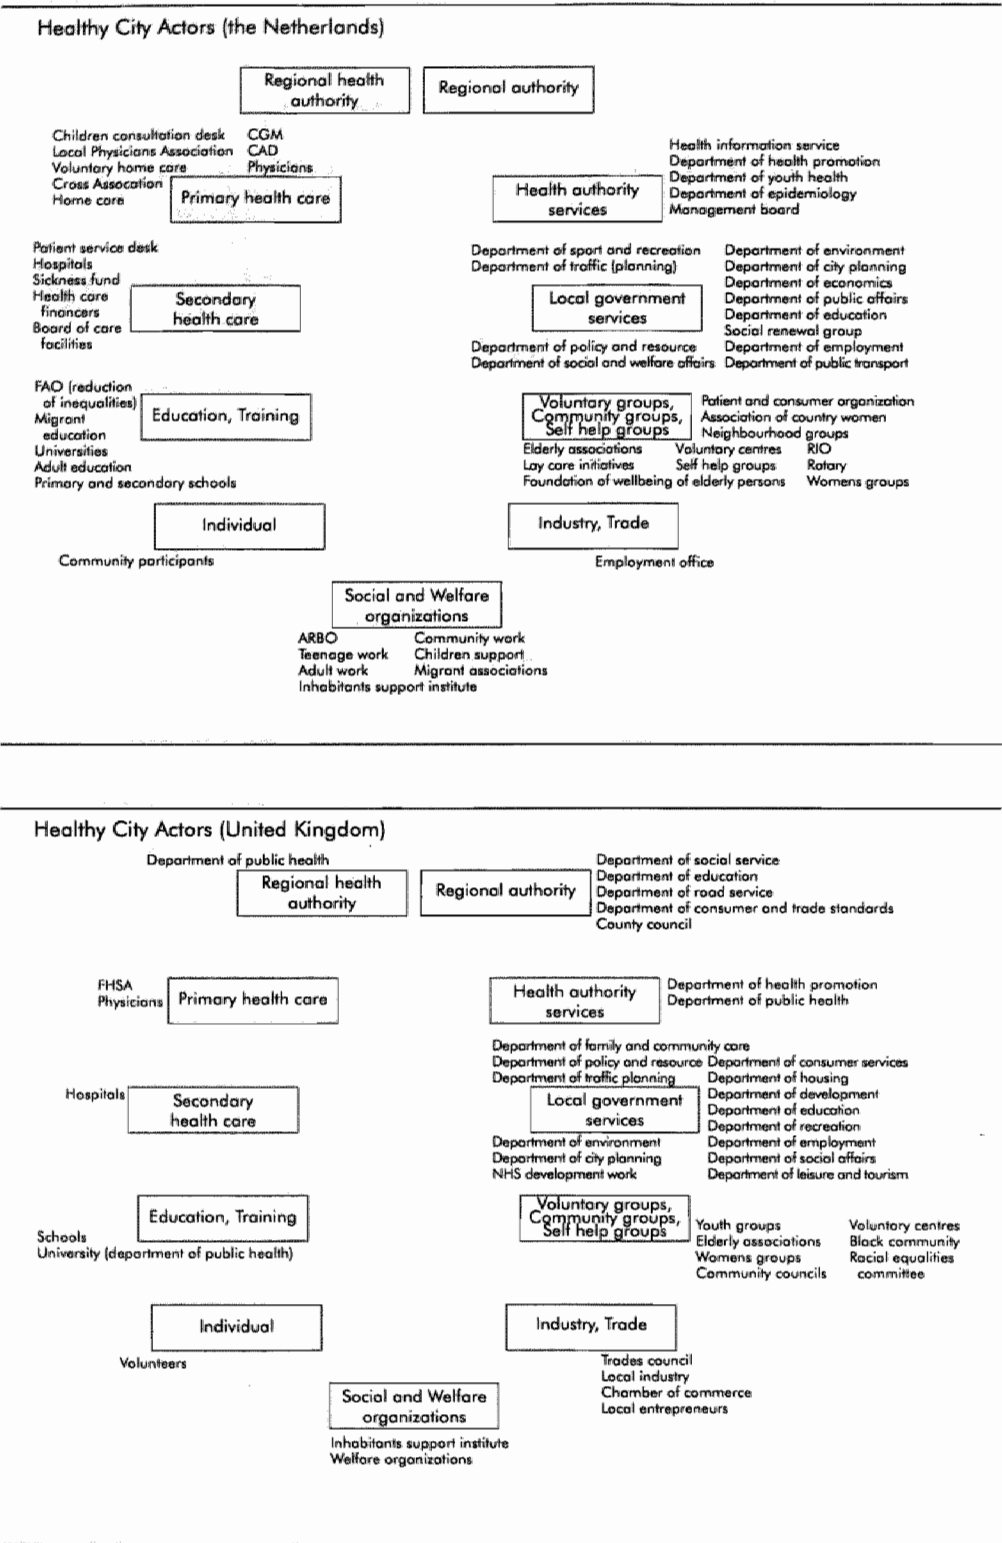 Healthy City Actors (the Netherlands)
Regional health
authority
Regional authority
Children consultation desk CGM
Local Physicians Association CAD
Voluntary home care Physicians
Cross Assocation
Home care
Primary health care
Health information service
Department of health promotion
Department of youth health
Department of epidemiology
Management board
Health authority
services
Patient service desk
Hospitals
Sickness fund
Health care
financers
Board of care
facilities
Secondary
health care
Department of sport and recreation
Department of traffic (planning)
Local government
services
Department of policy and resource
Department of social and welfare affairs
Department of environment
Department of city planning
Department of economics
Department of public affairs
Department of education
Social renewal group
Department of employment
Department of public transport
FAO (reduction
of inequalities)
Migrant
education
Universities
Adult education
Primary and secondary schools
Education, Training
Voluntary groups,
Community groups,
Self help groups
Patient and consumer organization
Association of country women
Neighbourhood groups
Elderly associations Voluntary centres RIO
Lay care initiatives Self help groups Rotary
Foundation of wellbeing of elderly persons Womens groups
Individual
Community participants
Industry, Trade
Employment office
Social and Welfare
organizations
ARBO Community work
Teenage work Children support
Adult work Migrant associations
Inhabitants support institute
Healthy City Actors (United Kingdom)
Department of public health
Regional health
authority
Regional authority
Department of social service
Department of education
Department of road service
Department of consumer and trade standards
County council
FHSA
Physicians
Primary health care
Health authority
services
Department of health promotion
Department of public health
Hospitals
Secondary
health care
Department of family and community care
Department of policy and resource
Department of traffic planning
Local government
services
Department of environment
Department of city planning
NHS development work
Department of consumer services
Department of housing
Department of development
Department of education
Department of recreation
Department of employment
Department of social affairs
Department of leisure and tourism
Education, Training
Schools
University (department of public health)
Voluntary groups,
Community groups,
Self help groups
Youth groups Voluntary centres
Elderly associations Black community
Womens groups Racial equalities
Community councils committee
Individual
Volunteers
Industry, Trade
Trades council
Local industry
Chamber of commerce
Local entrepreneurs
Social and Welfare
organizations
Inhabitants support institute
Welfare organizations